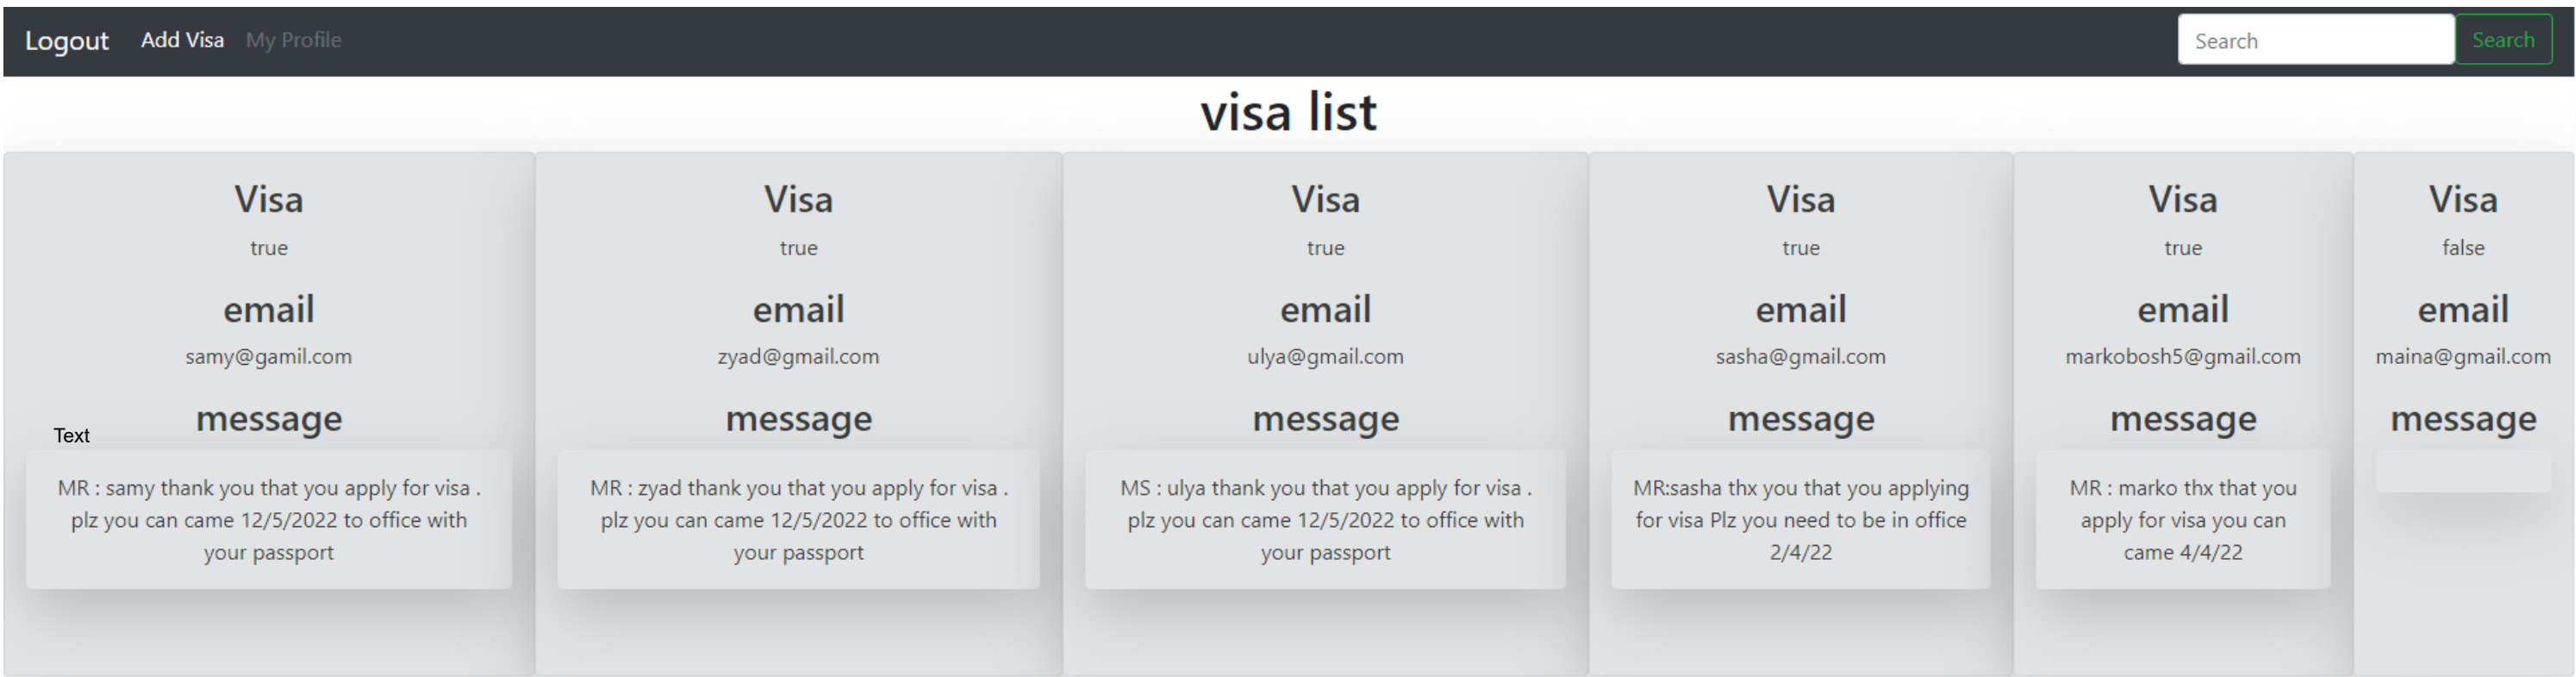 Logout Add Visa My Profile Search Search
visa list
Visa
true
email
samy@gamil.com
message
Text
MR : samy thank you that you apply for visa .
plz you can came 12/5/2022 to office with
your passport
Visa
true
email
zyad@gmail.com
message
MR : zyad thank you that you apply for visa .
plz you can came 12/5/2022 to office with
your passport
Visa
true
email
ulya@gmail.com
message
MS : ulya thank you that you apply for visa .
plz you can came 12/5/2022 to office with
your passport
Visa
true
email
sasha@gmail.com
message
MR:sasha thx you that you applying
for visa Plz you need to be in office
2/4/22
Visa
true
email
markobosh5@gmail.com
message
MR : marko thx that you
apply for visa you can
came 4/4/22
Visa
false
email
maina@gmail.com
message